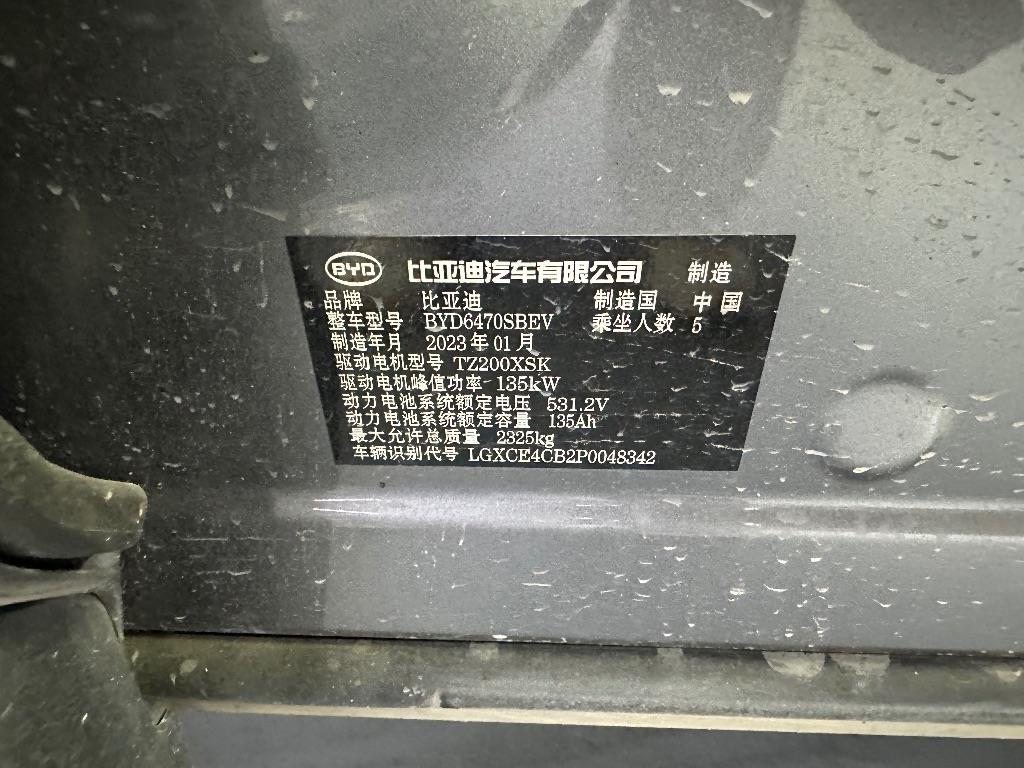 BYD 比亚迪汽车有限公司 制造
品牌 比亚迪 制造国 中国
整车型号 BYD6470SBEV 乘坐人数 5
制造年月 2023年01月
驱动电机型号 TZ200XSK
驱动电机峰值功率 135kW
动力电池系统额定电压 531.2V
动力电池系统额定容量 135Ah
最大允许总质量 2325kg
车辆识别代号 LGXCE4CB2P0048342